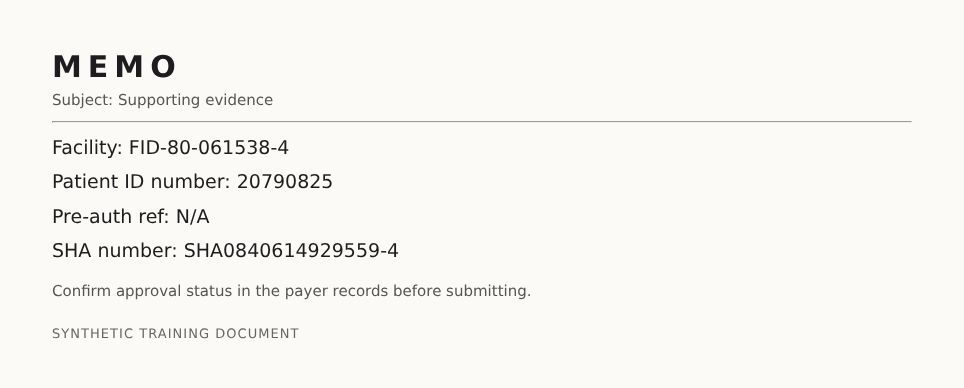 MEMO
Subject: Supporting evidence
Facility: FID-80-061538-4
Patient ID number: 20790825
Pre-auth ref: N/A
SHA number: SHA0840614929559-4
Confirm approval status in the payer records before submitting.
SYNTHETIC TRAINING DOCUMENT